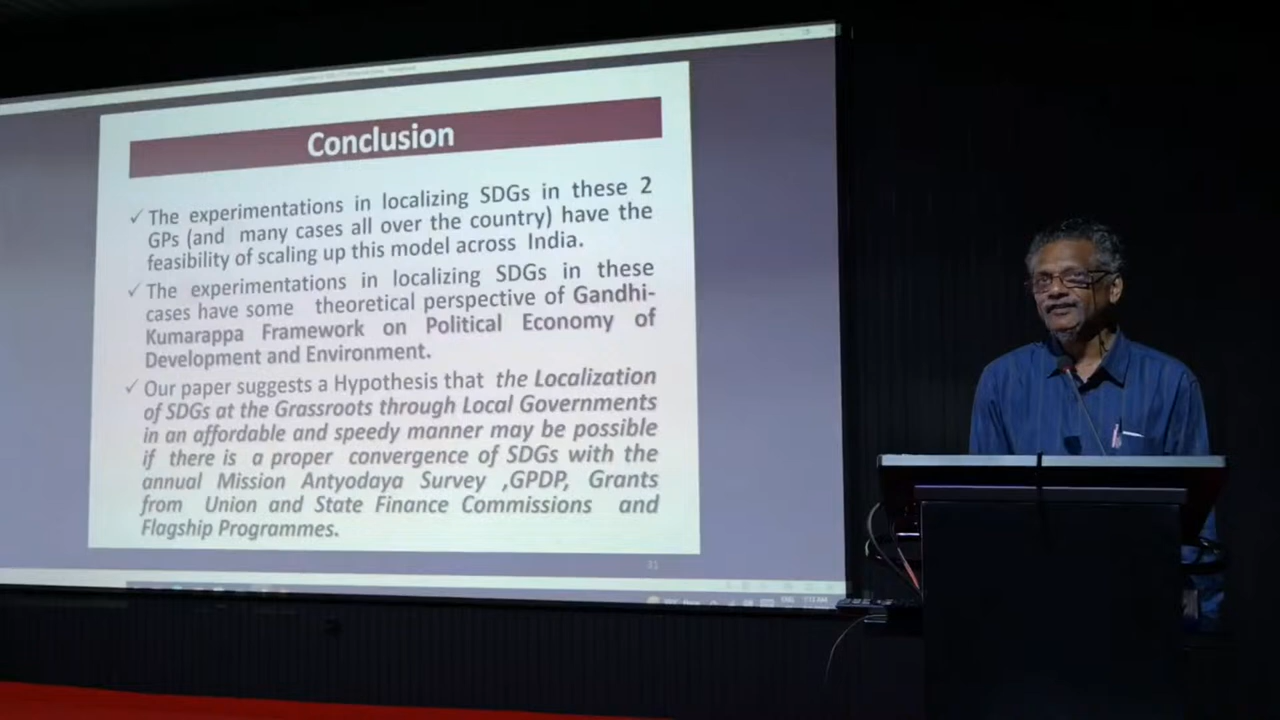 Conclusion
✓ The experimentations in localizing SDGs in these 2
GPs (and many cases all over the country) have the
feasibility of scaling up this model across India.
✓ The experimentations in localizing SDGs in these
cases have some theoretical perspective of Gandhi-
Kumarappa Framework on Political Economy of
Development and Environment.
✓ Our paper suggests a Hypothesis that the Localization
of SDGs at the Grassroots through Local Governments
in an affordable and speedy manner may be possible
if there is a proper convergence of SDGs with the
annual Mission Antyodaya Survey ,GPDP, Grants
from Union and State Finance Commissions and
Flagship Programmes.
21